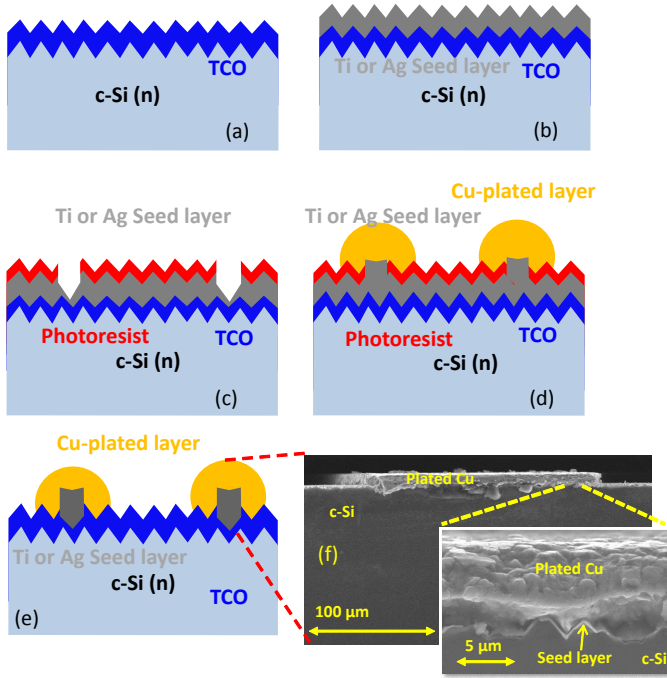 TCO
c-Si (n)
(a)
Ti or Ag Seed layer
TCO
c-Si (n)
(b)
Ti or Ag Seed layer
Photoresist
TCO
c-Si (n)
(c)
Cu-plated layer
Ti or Ag Seed layer
Photoresist
TCO
c-Si (n)
(d)
Cu-plated layer
Ti or Ag Seed layer
c-Si (n)
TCO
(e)
Plated Cu
c-Si
(f)
100 µm
Plated Cu
5 µm
Seed layer
c-Si